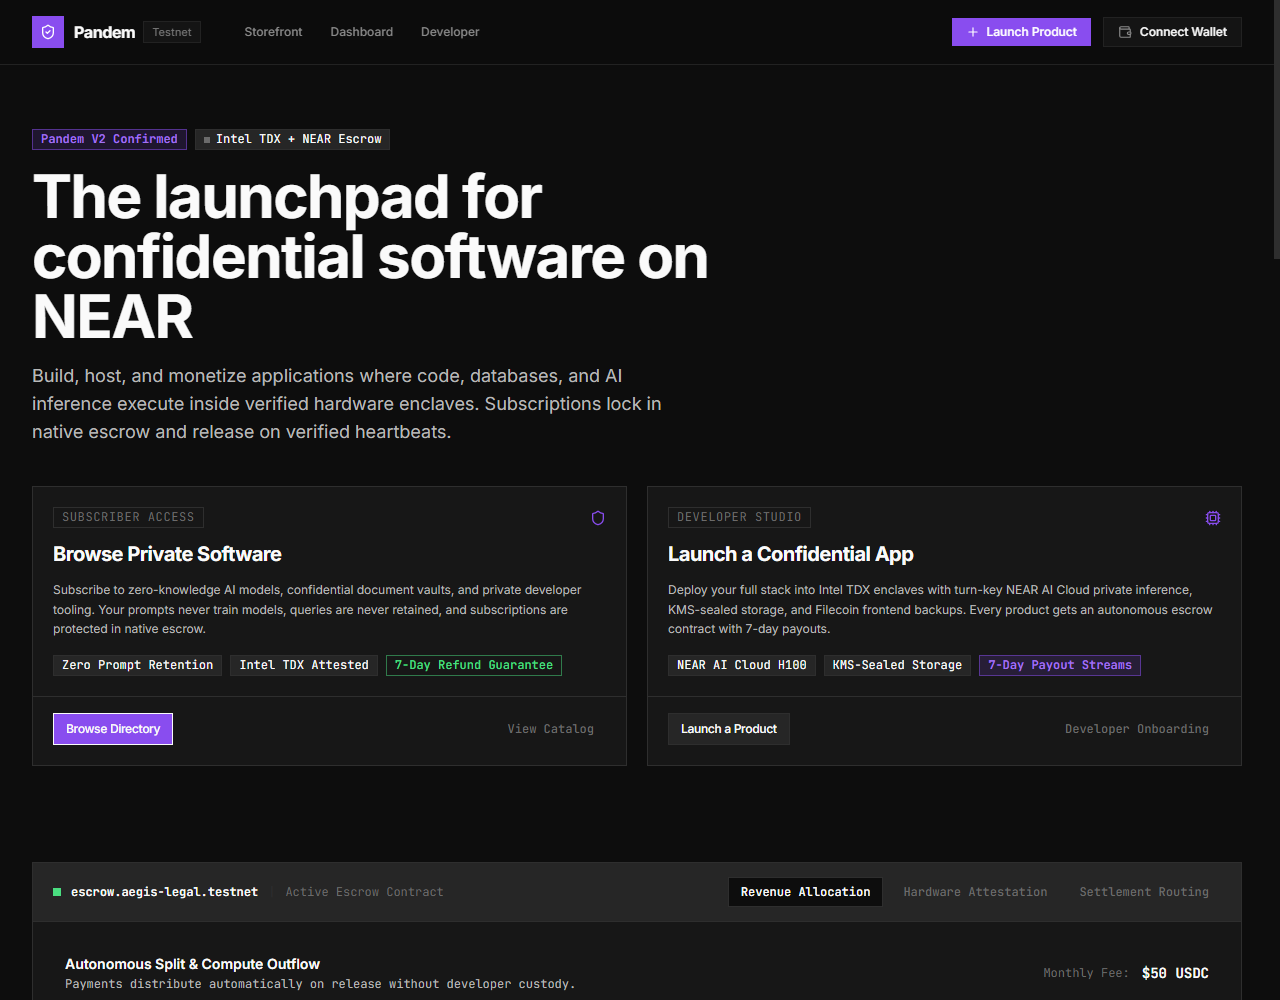 Pandem Testnet Storefront Dashboard Developer Launch Product Connect Wallet
Pandem V2 Confirmed Intel TDX + NEAR Escrow
The launchpad for
confidential software on
NEAR
Build, host, and monetize applications where code, databases, and AI
inference execute inside verified hardware enclaves. Subscriptions lock in
native escrow and release on verified heartbeats.
SUBSCRIBER ACCESS
Browse Private Software
Subscribe to zero-knowledge AI models, confidential document vaults, and private developer
tooling. Your prompts never train models, queries are never retained, and subscriptions are
protected in native escrow.
Zero Prompt Retention Intel TDX Attested 7-Day Refund Guarantee
Browse Directory View Catalog
DEVELOPER STUDIO
Launch a Confidential App
Deploy your full stack into Intel TDX enclaves with turn-key NEAR AI Cloud private inference,
KMS-sealed storage, and Filecoin frontend backups. Every product gets an autonomous escrow
contract with 7-day payouts.
NEAR AI Cloud H100 KMS-Sealed Storage 7-Day Payout Streams
Launch a Product Developer Onboarding
escrow.aegis-legal.testnet Active Escrow Contract Revenue Allocation Hardware Attestation Settlement Routing
Autonomous Split & Compute Outflow
Payments distribute automatically on release without developer custody.
Monthly Fee: $50 USDC